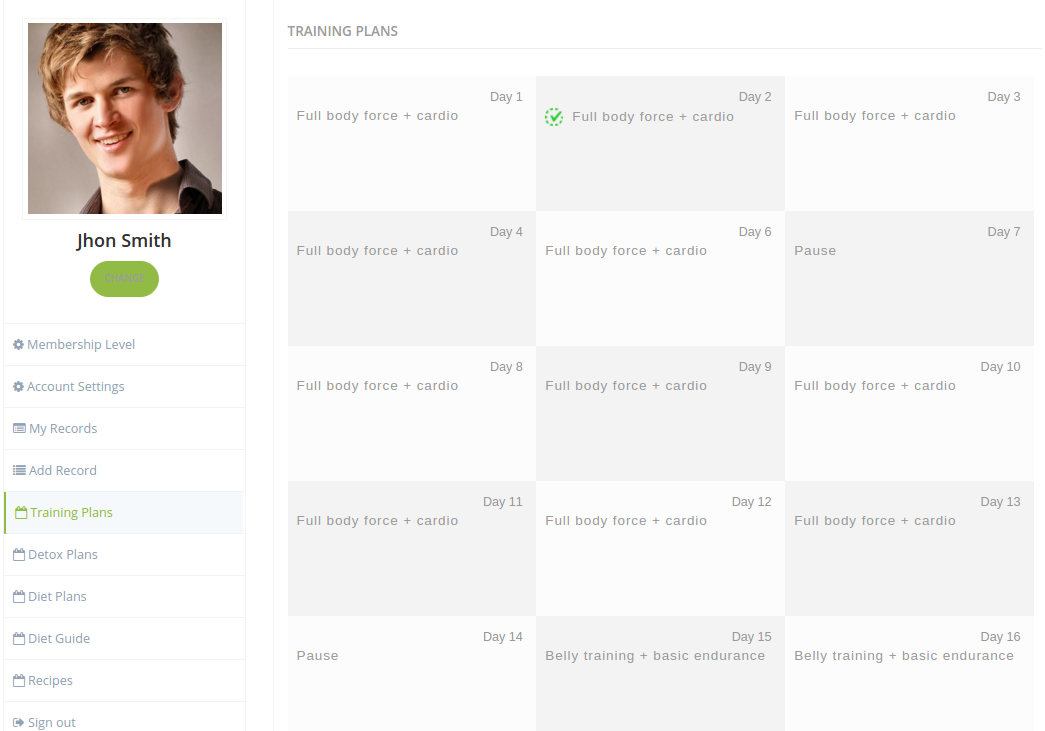 TRAINING PLANS
Jhon Smith
Membership Level
Account Settings
My Records
Add Record
Training Plans
Detox Plans
Diet Plans
Diet Guide
Recipes
Sign out
Day 1
Full body force + cardio
Day 2
Full body force + cardio
Day 3
Full body force + cardio
Day 4
Full body force + cardio
Day 6
Full body force + cardio
Day 7
Pause
Day 8
Full body force + cardio
Day 9
Full body force + cardio
Day 10
Full body force + cardio
Day 11
Full body force + cardio
Day 12
Full body force + cardio
Day 13
Full body force + cardio
Day 14
Pause
Day 15
Belly training + basic endurance
Day 16
Belly training + basic endurance